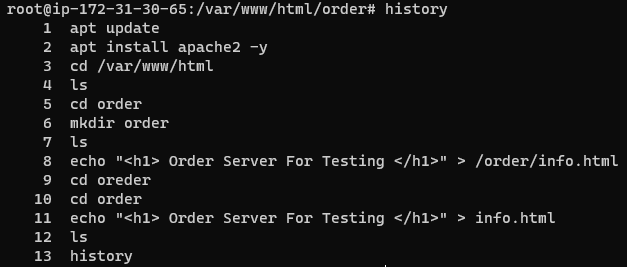 root@ip-172-31-30-65:/var/www/html/order# history
1 apt update
2 apt install apache2 -y
3 cd /var/www/html
4 ls
5 cd order
6 mkdir order
7 ls
8 echo "<h1> Order Server For Testing </h1>" > /order/info.html
9 cd oreder
10 cd order
11 echo "<h1> Order Server For Testing </h1>" > info.html
12 ls
13 history